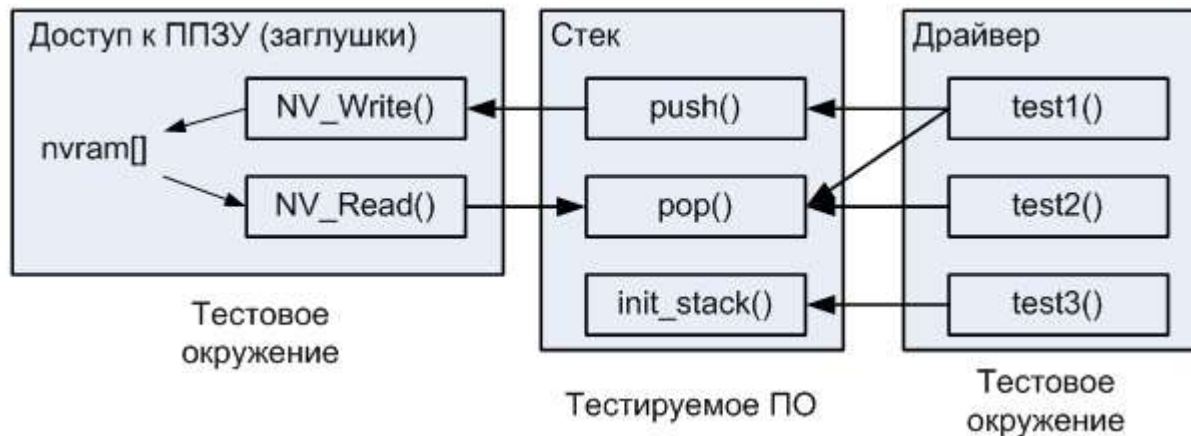 Доступ к ППЗУ (заглушки)
NV_Write()
nvram[]
NV_Read()
Тестовое
окружение
Стек
push()
pop()
init_stack()
Тестируемое ПО
Драйвер
test1()
test2()
test3()
Тестовое
окружение